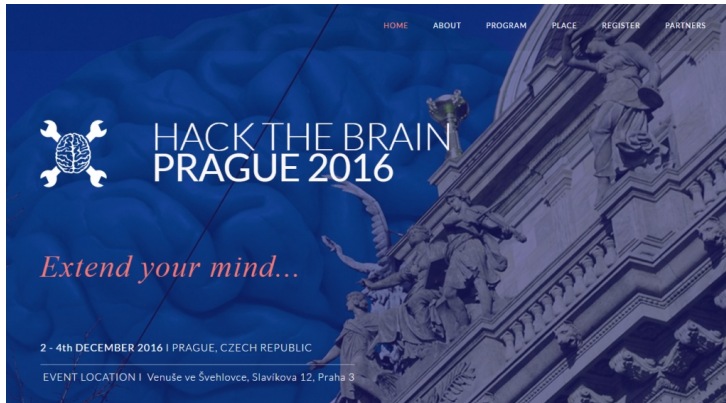 HOME ABOUT PROGRAM PLACE REGISTER PARTNERS
HACK THE BRAIN
PRAGUE 2016
Extend your mind...
2 - 4th DECEMBER 2016 I PRAGUE, CZECH REPUBLIC
EVENT LOCATION I Venuše ve Švehlovce, Slavíkova 12, Praha 3